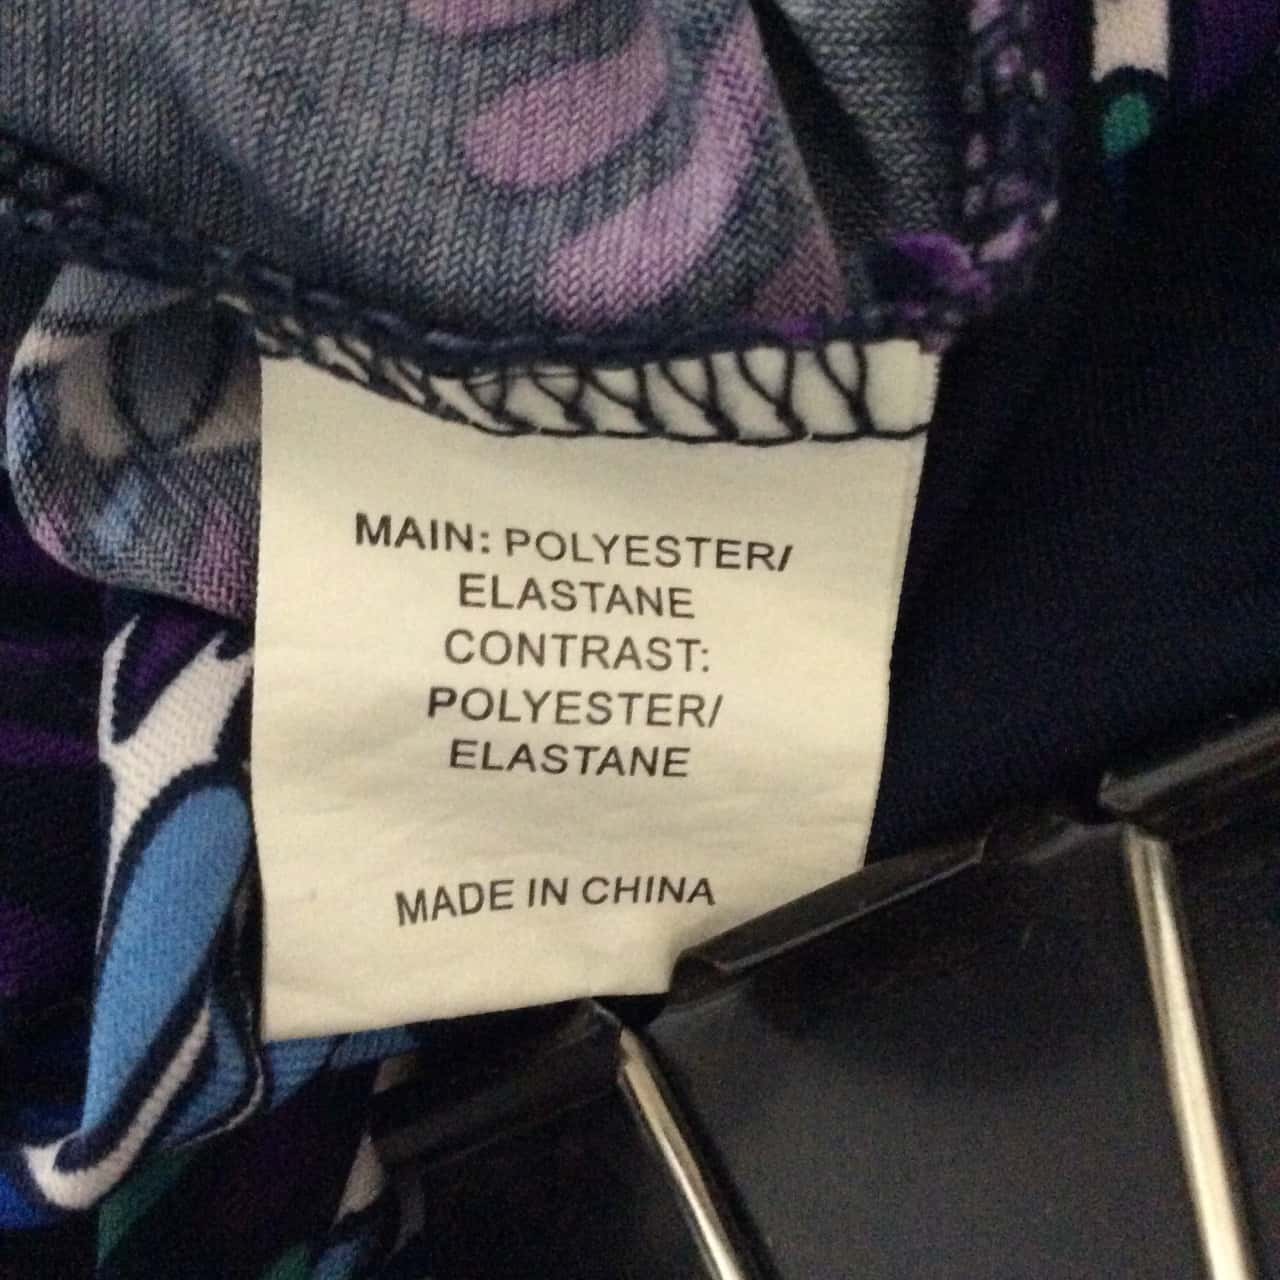 MAIN: POLYESTER/
ELASTANE
CONTRAST:
POLYESTER/
ELASTANE
MADE IN CHINA